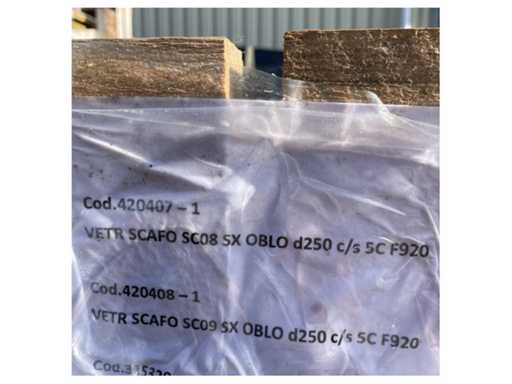 Cod.420407 – 1
VETR SCAFO SC08 SX OBLO d250 c/s 5C F920
Cod.420408 – 1
VETR SCAFO SC09 SX OBLO d250 c/s 5C F920